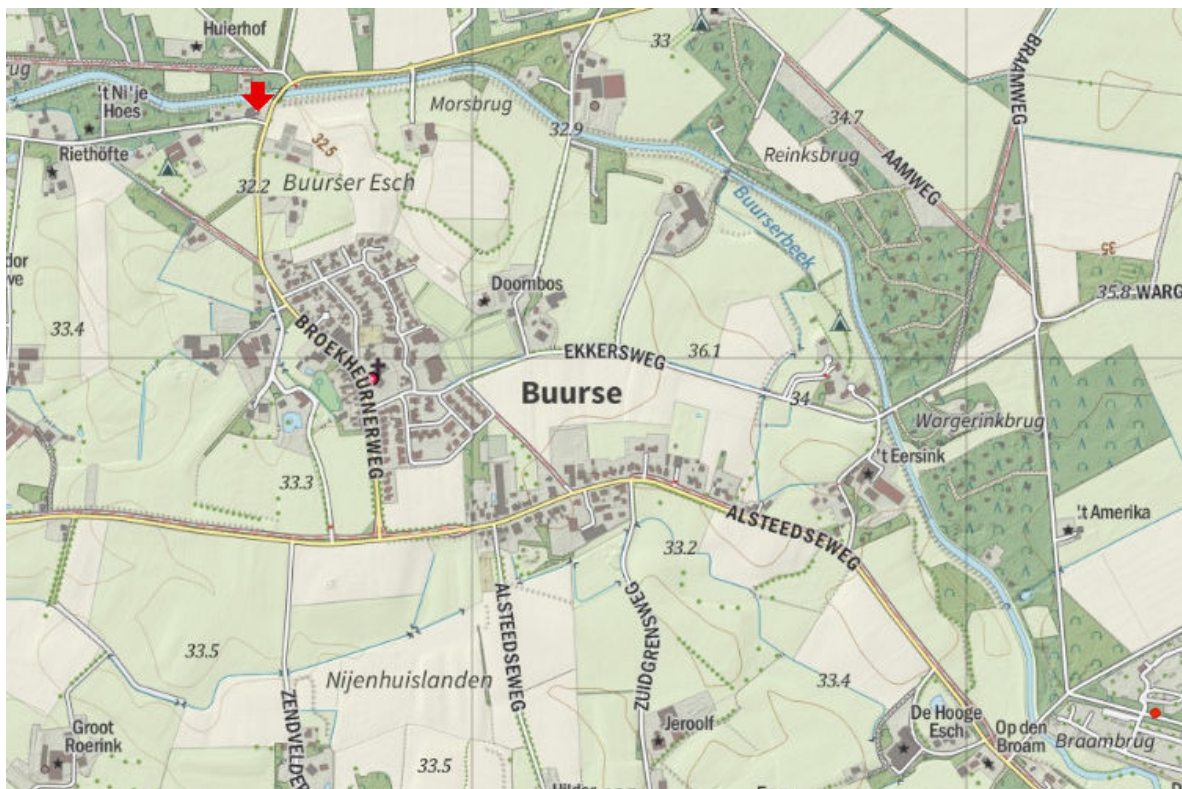 Huierhof
33
't Ni'je
Hoes
Morsbrug
BRAAMWEG
34.7
32.9
32.5
Riethöfte
Reinksbrug
AAMWEG
32.2
Buurser Esch
Buurserbeek
35
Doornbos
35.8
33.4
BROEKHEURNERWEG
EKKERSWEG
36.1
Buurse
34
Wargerinkbrug
't Eersink
33.3
't Amerika
ALSTEEDSEWEG
33.2
ALSTEEDSEWEG
ZUIDGRENSWEG
33.5
Nijenhuislanden
33.4
Groot
Roerink
Jeroolf
De Hooge
Esch
Op den
Broam
Braambrug
33.5